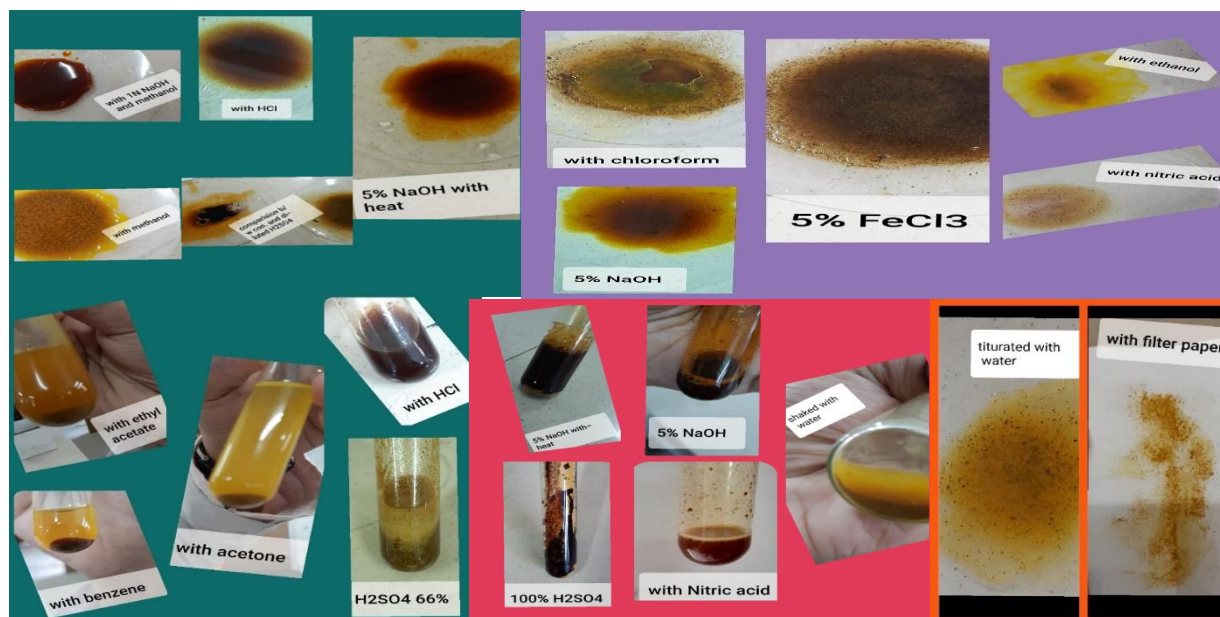 with 1N NaOH
and methanol
with HCl
5% NaOH with
heat
with methanol
comparision b/
w con. and di-
luted H2SO4
with chloroform
5% NaOH
5% FeCl3
with ethanol
with nitric acid
with ethyl
acetate
with benzene
with acetone
with HCl
H2SO4 66%
5% NaOH with-
heat
5% NaOH
100% H2SO4
with Nitric acid
shaked with
water
titurated with
water
with filter paper